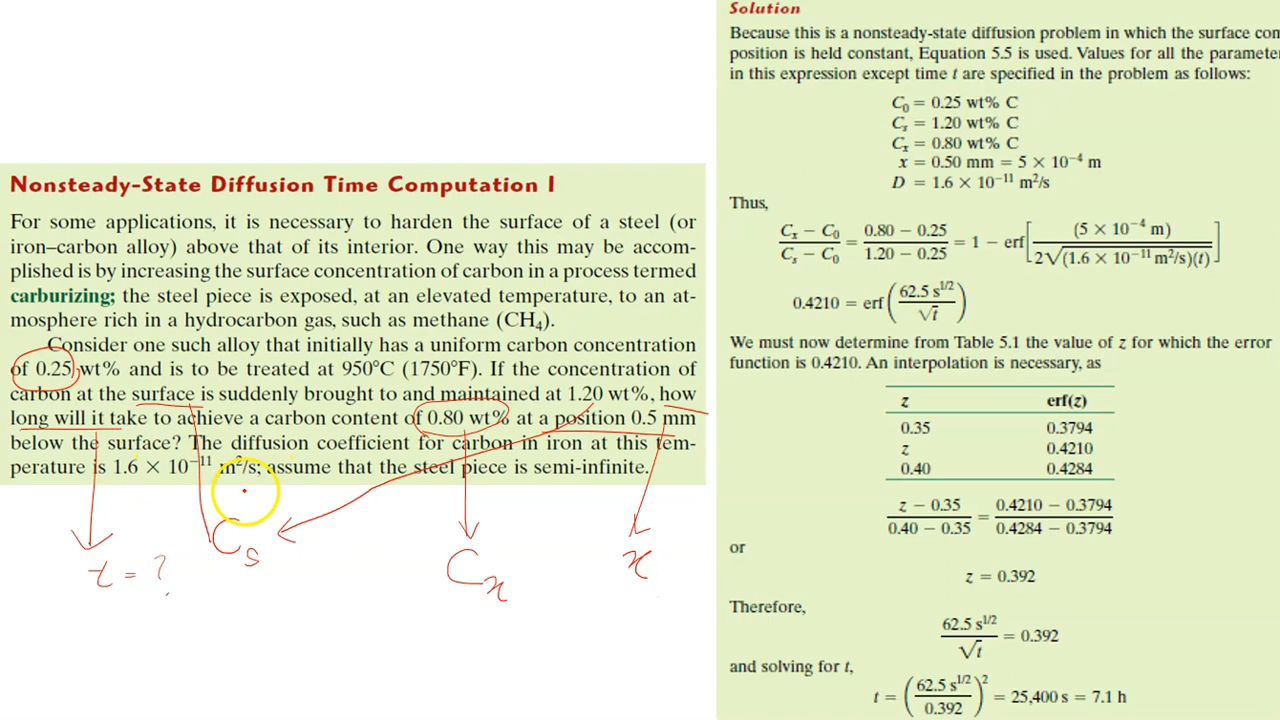 Nonsteady-State Diffusion Time Computation I
For some applications, it is necessary to harden the surface of a steel (or
iron–carbon alloy) above that of its interior. One way this may be accom-
plished is by increasing the surface concentration of carbon in a process termed
carburizing; the steel piece is exposed, at an elevated temperature, to an at-
mosphere rich in a hydrocarbon gas, such as methane (CH₄).
Consider one such alloy that initially has a uniform carbon concentration
of 0.25 wt% and is to be treated at 950°C (1750°F). If the concentration of
carbon at the surface is suddenly brought to and maintained at 1.20 wt%, how
long will it take to achieve a carbon content of 0.80 wt% at a position 0.5 mm
below the surface? The diffusion coefficient for carbon in iron at this tem-
perature is 1.6 × 10⁻¹¹ m²/s; assume that the steel piece is semi-infinite.
t = ?
Cs
Cx
x
Solution
Because this is a nonsteady-state diffusion problem in which the surface com
position is held constant, Equation 5.5 is used. Values for all the paramete
in this expression except time t are specified in the problem as follows:
C₀ = 0.25 wt% C
Cₛ = 1.20 wt% C
Cₓ = 0.80 wt% C
x = 0.50 mm = 5 × 10⁻⁴ m
D = 1.6 × 10⁻¹¹ m²/s
Thus,
(Cₓ − C₀)/(Cₛ − C₀) = (0.80 − 0.25)/(1.20 − 0.25) = 1 − erf[(5 × 10⁻⁴ m)/(2√(1.6 × 10⁻¹¹ m²/s)(t))]
0.4210 = erf(62.5 s^1/2/√t)
We must now determine from Table 5.1 the value of z for which the error
function is 0.4210. An interpolation is necessary, as
z erf(z)
0.35 0.3794
z 0.4210
0.40 0.4284
(z − 0.35)/(0.40 − 0.35) = (0.4210 − 0.3794)/(0.4284 − 0.3794)
or
z = 0.392
Therefore,
62.5 s^1/2/√t = 0.392
and solving for t,
t = (62.5 s^1/2/0.392)² = 25,400 s = 7.1 h